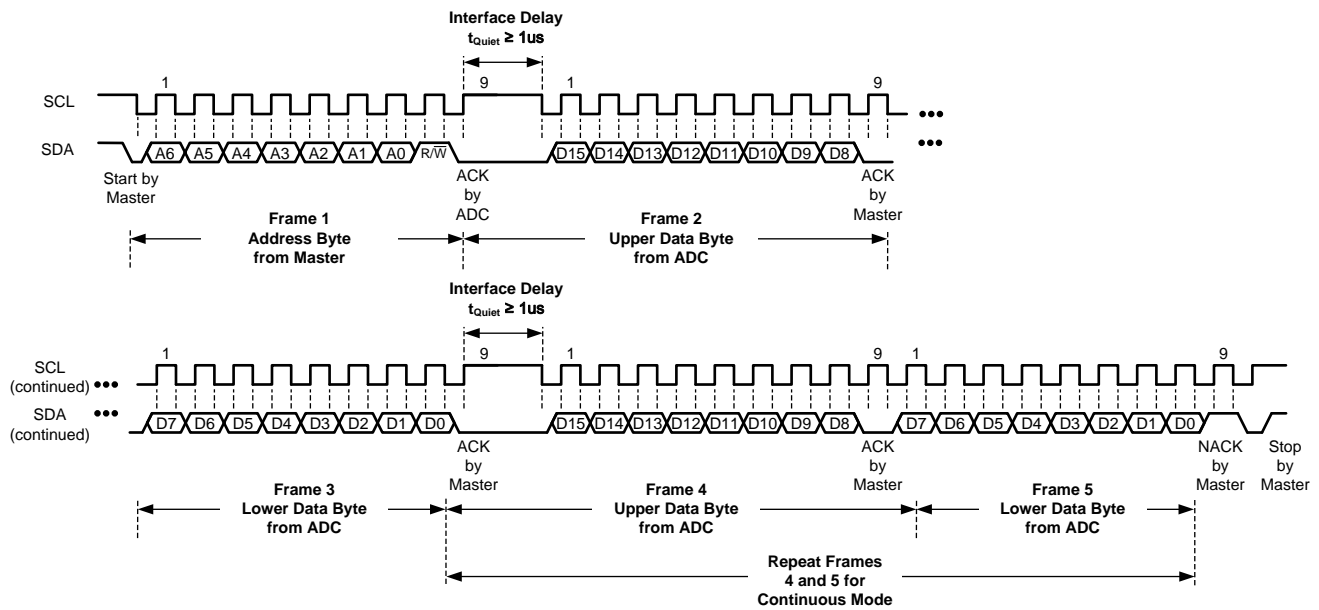 Interface Delay
tQuiet ≥ 1us
1 9 1 9
SCL
SDA A6 A5 A4 A3 A2 A1 A0 R/W̅ D15 D14 D13 D12 D11 D10 D9 D8
Start by
Master
ACK
by
ADC
ACK
by
Master
Frame 1
Address Byte
from Master
Frame 2
Upper Data Byte
from ADC
Interface Delay
tQuiet ≥ 1us
1 9 1 9 1 9
SCL
(continued)
SDA
(continued)
D7 D6 D5 D4 D3 D2 D1 D0 D15 D14 D13 D12 D11 D10 D9 D8 D7 D6 D5 D4 D3 D2 D1 D0
ACK
by
Master
ACK
by
Master
NACK
by
Master
Stop
by
Master
Frame 3
Lower Data Byte
from ADC
Frame 4
Upper Data Byte
from ADC
Frame 5
Lower Data Byte
from ADC
Repeat Frames
4 and 5 for
Continuous Mode